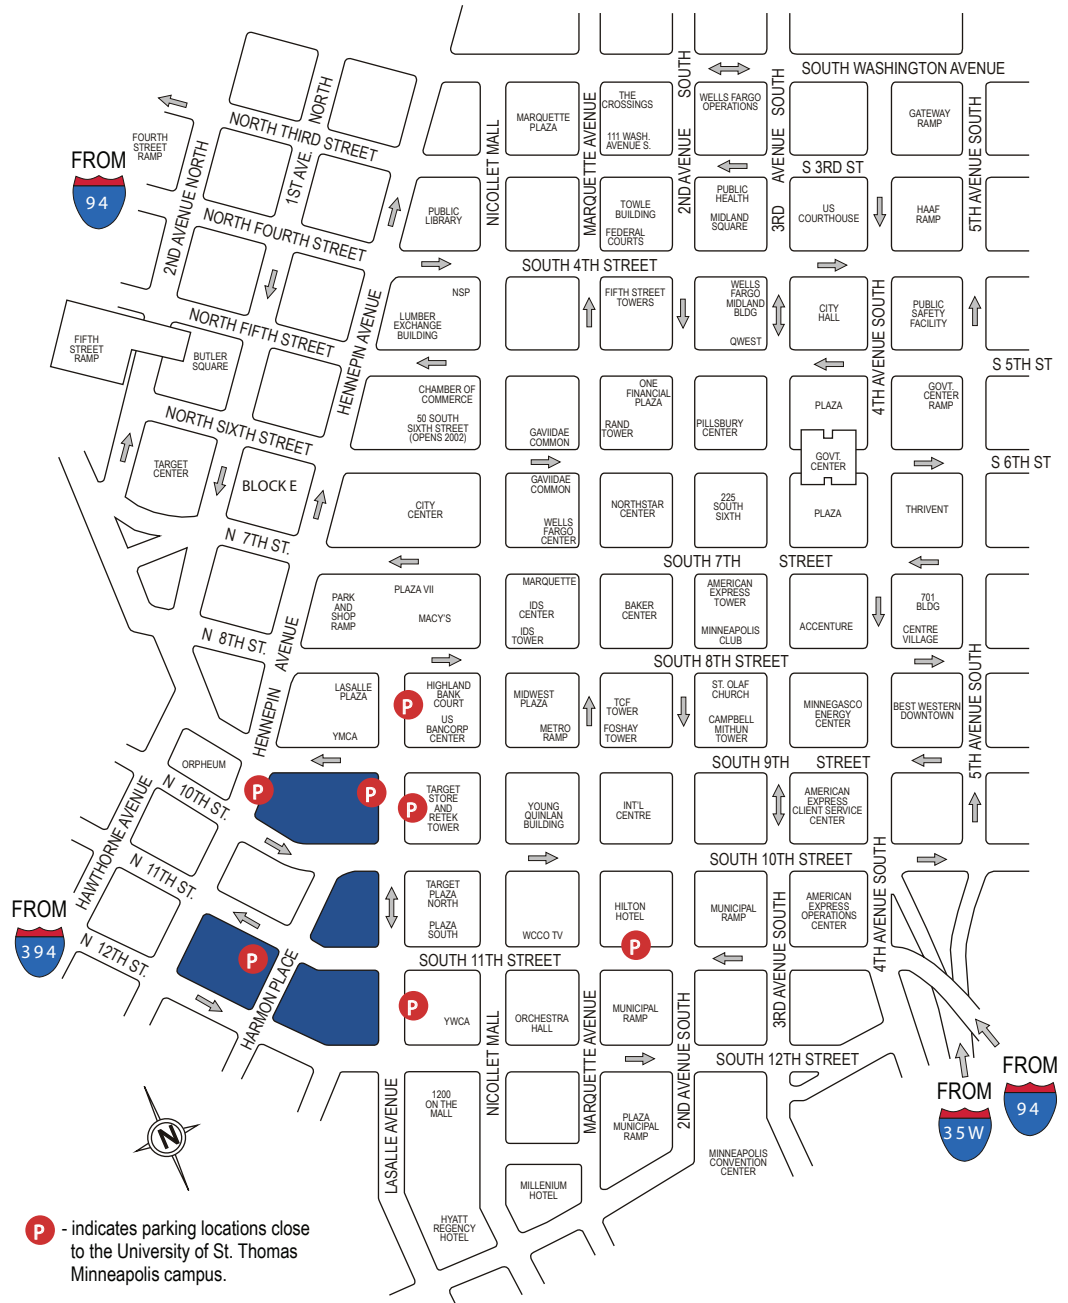 SOUTH WASHINGTON AVENUE
NORTH THIRD STREET
1ST AVE. NORTH
NICOLLET MALL
MARQUETTE AVENUE
2ND AVENUE SOUTH
3RD AVENUE SOUTH
5TH AVENUE SOUTH
MARQUETTE
PLAZA
THE
CROSSINGS
111 WASH.
AVENUE S.
WELLS FARGO
OPERATIONS
GATEWAY
RAMP
FOURTH
STREET
RAMP
FROM
94
2ND AVENUE NORTH
S 3RD ST
NORTH FOURTH STREET
PUBLIC
LIBRARY
TOWLE
BUILDING
FEDERAL
COURTS
PUBLIC
HEALTH
MIDLAND
SQUARE
US
COURTHOUSE
HAAF
RAMP
SOUTH 4TH STREET
NORTH FIFTH STREET
HENNEPIN AVENUE
NSP
LUMBER
EXCHANGE
BUILDING
FIFTH STREET
TOWERS
WELLS
FARGO
MIDLAND
BLDG
QWEST
CITY
HALL
4TH AVENUE SOUTH
PUBLIC
SAFETY
FACILITY
FIFTH
STREET
RAMP
BUTLER
SQUARE
S 5TH ST
NORTH SIXTH STREET
CHAMBER OF
COMMERCE
50 SOUTH
SIXTH STREET
(OPENS 2002)
GAVIIDAE
COMMON
ONE
FINANCIAL
PLAZA
RAND
TOWER
PILLSBURY
CENTER
PLAZA
GOVT.
CENTER
RAMP
GOVT.
CENTER
S 6TH ST
TARGET
CENTER
BLOCK E
CITY
CENTER
GAVIIDAE
COMMON
WELLS
FARGO
CENTER
NORTHSTAR
CENTER
225
SOUTH
SIXTH
PLAZA
THRIVENT
N 7TH ST.
SOUTH 7TH STREET
PARK
AND
SHOP
RAMP
PLAZA VII
MACY'S
MARQUETTE
IDS
CENTER
IDS
TOWER
BAKER
CENTER
AMERICAN
EXPRESS
TOWER
MINNEAPOLIS
CLUB
ACCENTURE
701
BLDG
CENTRE
VILLAGE
N 8TH ST.
HENNEPIN AVENUE
SOUTH 8TH STREET
5TH AVENUE SOUTH
LASALLE
PLAZA
YMCA
P
HIGHLAND
BANK
COURT
US
BANCORP
CENTER
MIDWEST
PLAZA
METRO
RAMP
TCF
TOWER
FOSHAY
TOWER
ST. OLAF
CHURCH
CAMPBELL
MITHUN
TOWER
MINNEGASCO
ENERGY
CENTER
BEST WESTERN
DOWNTOWN
ORPHEUM
SOUTH 9TH STREET
N 10TH ST.
HAWTHORNE AVENUE
P
P
P
TARGET
STORE
AND
RETEK
TOWER
YOUNG
QUINLAN
BUILDING
INT'L
CENTRE
AMERICAN
EXPRESS
CLIENT SERVICE
CENTER
SOUTH 10TH STREET
4TH AVENUE SOUTH
N 11TH ST.
TARGET
PLAZA
NORTH
PLAZA
SOUTH
WCCO TV
HILTON
HOTEL
P
MUNICIPAL
RAMP
3RD AVENUE SOUTH
AMERICAN
EXPRESS
OPERATIONS
CENTER
FROM
394
N 12TH ST.
P
HARMON PLACE
SOUTH 11TH STREET
P
YWCA
NICOLLET MALL
ORCHESTRA
HALL
MARQUETTE AVENUE
MUNICIPAL
RAMP
2ND AVENUE SOUTH
SOUTH 12TH STREET
FROM
94
FROM
35W
LASALLE AVENUE
1200
ON THE
MALL
PLAZA
MUNICIPAL
RAMP
MINNEAPOLIS
CONVENTION
CENTER
N
MILLENIUM
HOTEL
HYATT
REGENCY
HOTEL
P - indicates parking locations close
to the University of St. Thomas
Minneapolis campus.